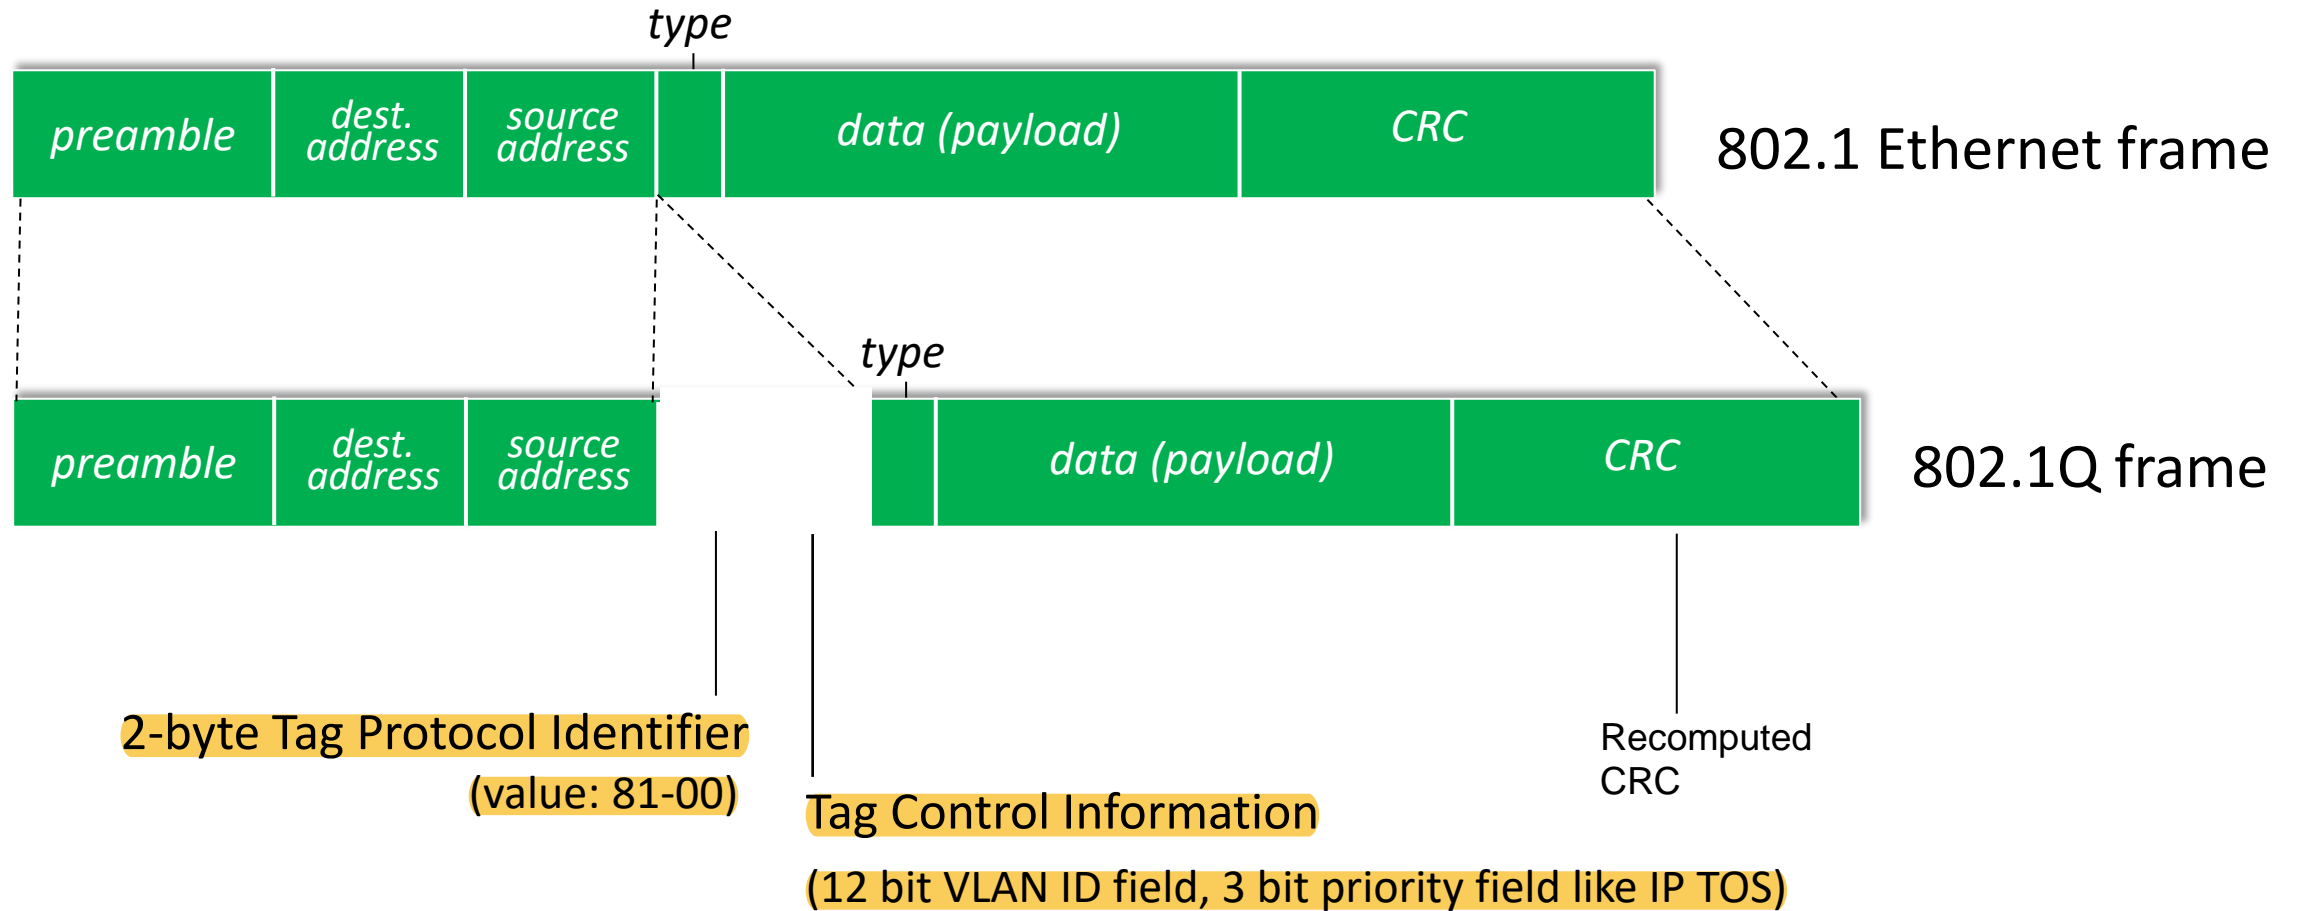 type
preamble
dest.
address
source
address
data (payload)
CRC
802.1 Ethernet frame
type
preamble
dest.
address
source
address
data (payload)
CRC
802.1Q frame
2-byte Tag Protocol Identifier
(value: 81-00)
Recomputed
CRC
Tag Control Information
(12 bit VLAN ID field, 3 bit priority field like IP TOS)